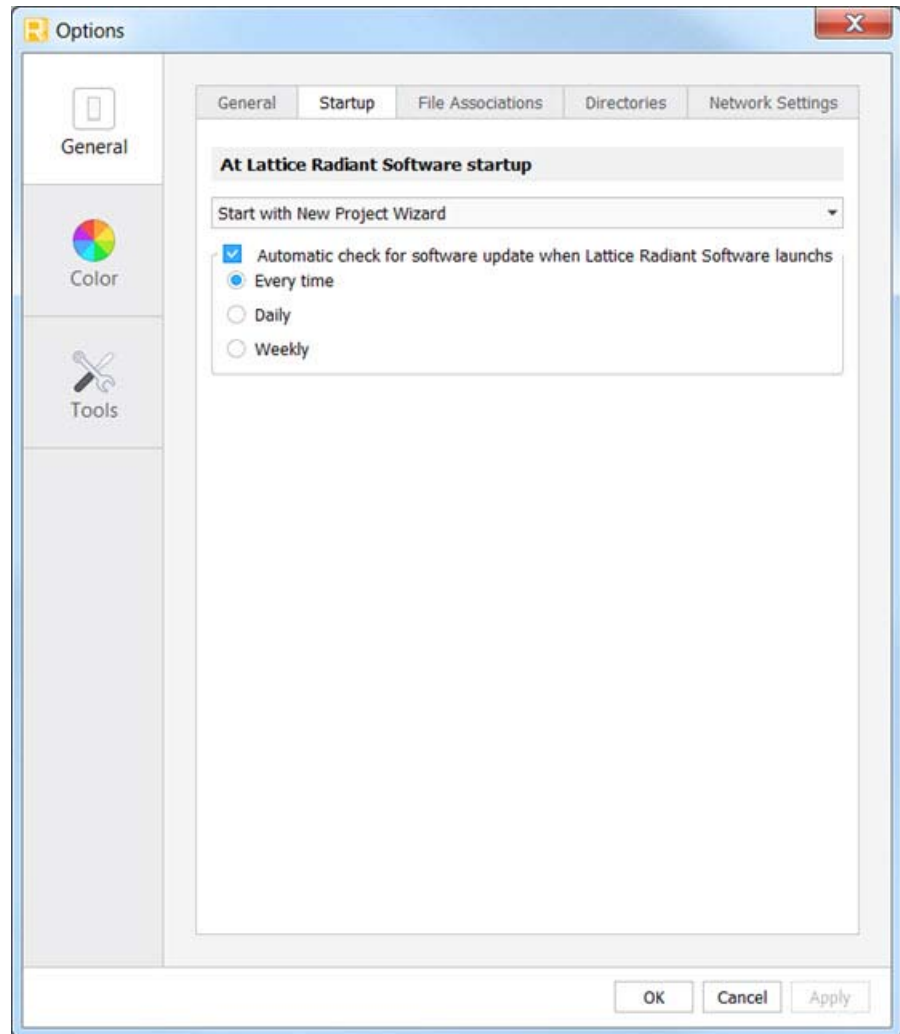 Options
General
Color
Tools
General Startup File Associations Directories Network Settings
At Lattice Radiant Software startup
Start with New Project Wizard
Automatic check for software update when Lattice Radiant Software launchs
Every time
Daily
Weekly
OK Cancel Apply